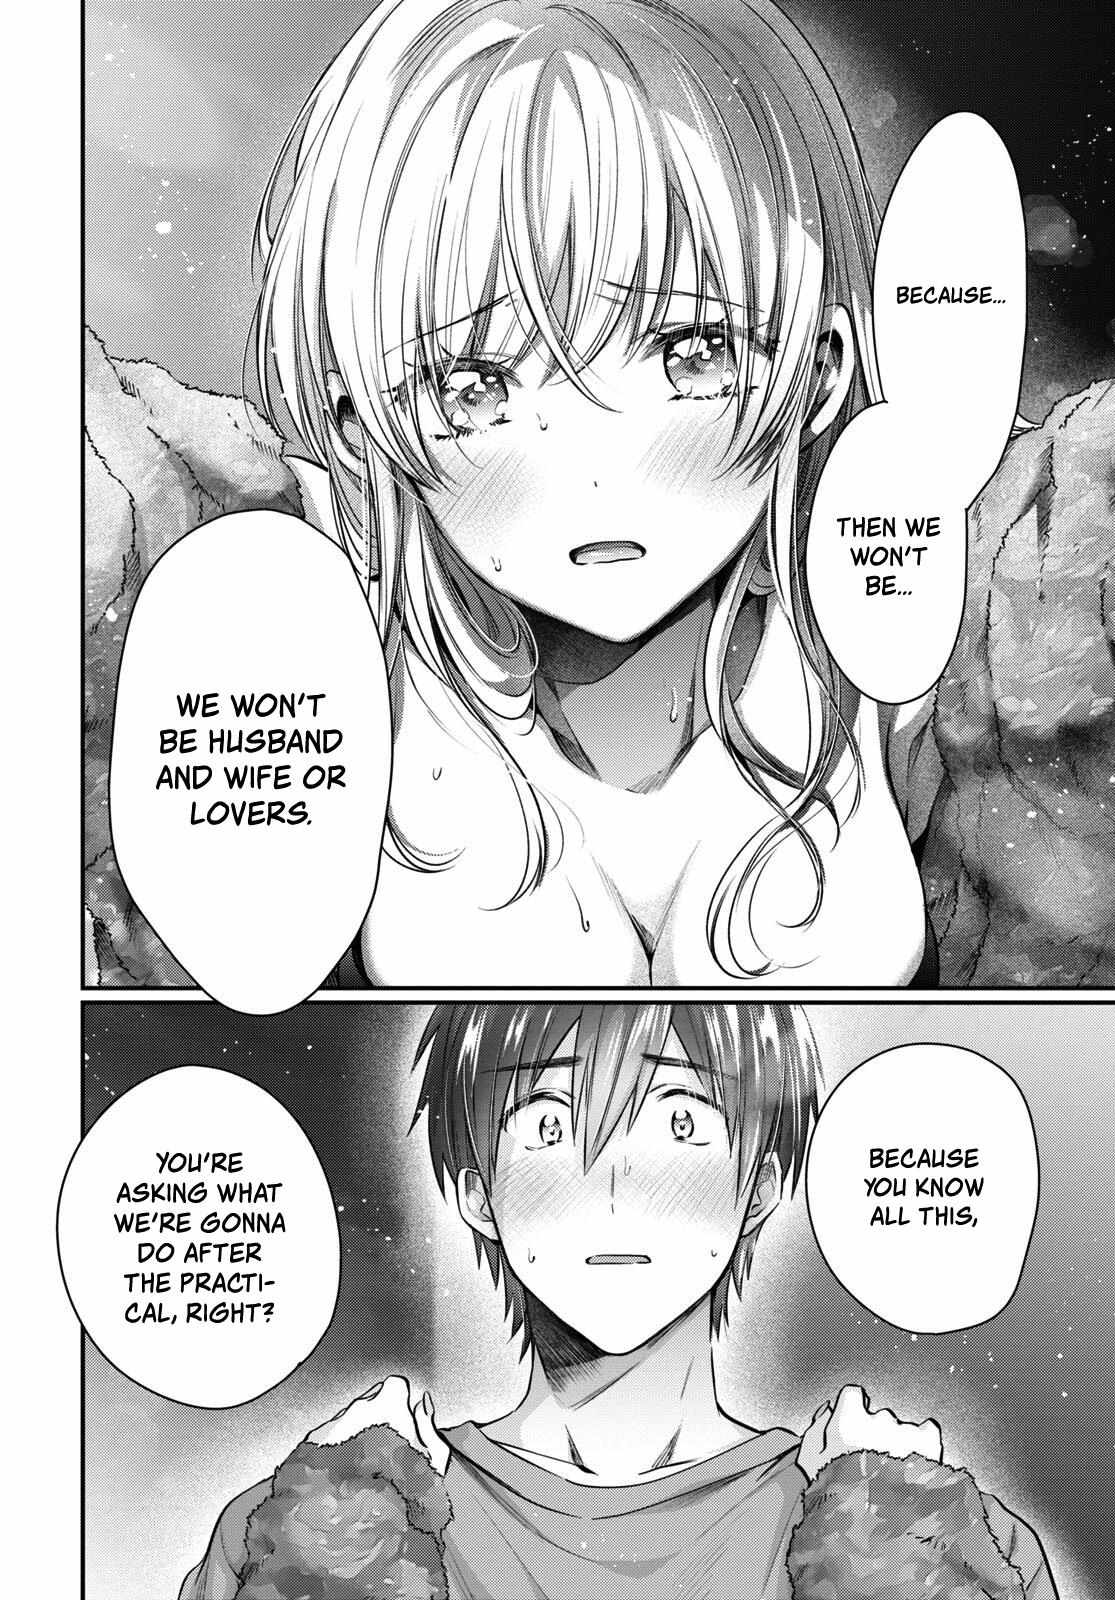 BECAUSE...
THEN WE
WON'T
BE...
WE WON'T
BE HUSBAND
AND WIFE OR
LOVERS.
BECAUSE
YOU KNOW
ALL THIS,
YOU'RE
ASKING WHAT
WE'RE GONNA
DO AFTER
THE PRACTI-
CAL, RIGHT?